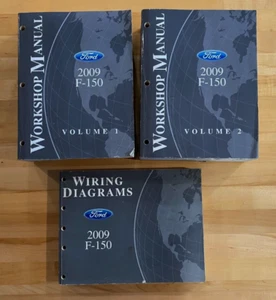 WORKSHOP MANUAL
Ford
2009
F-150
VOLUME 1
WORKSHOP MANUAL
Ford
2009
F-150
VOLUME 2
WIRING
DIAGRAMS
Ford
2009
F-150